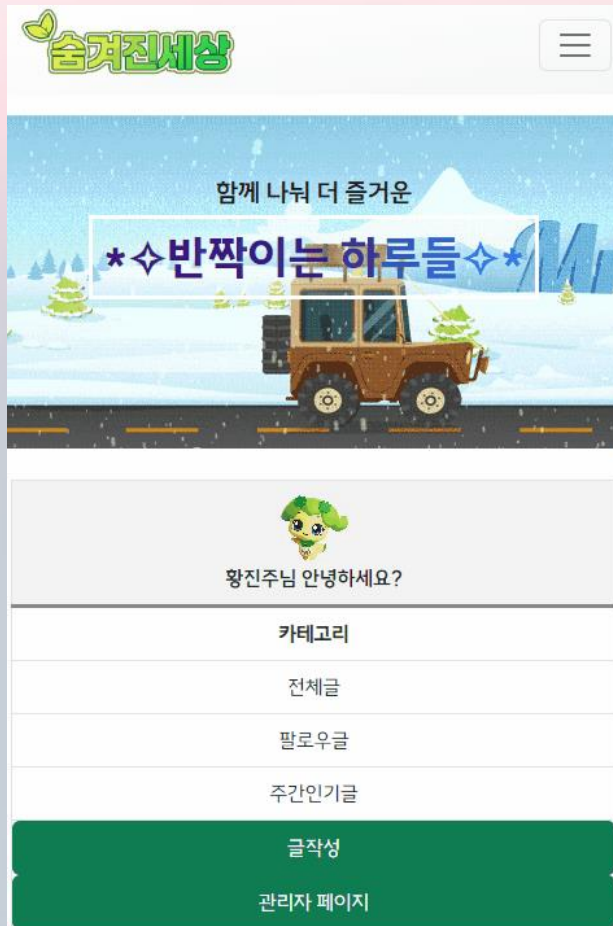 숨겨진세상
함께 나눠 더 즐거운
*✧반짝이는 하루들✧*
황진주님 안녕하세요?
카테고리
전체글
팔로우글
주간인기글
글작성
관리자 페이지